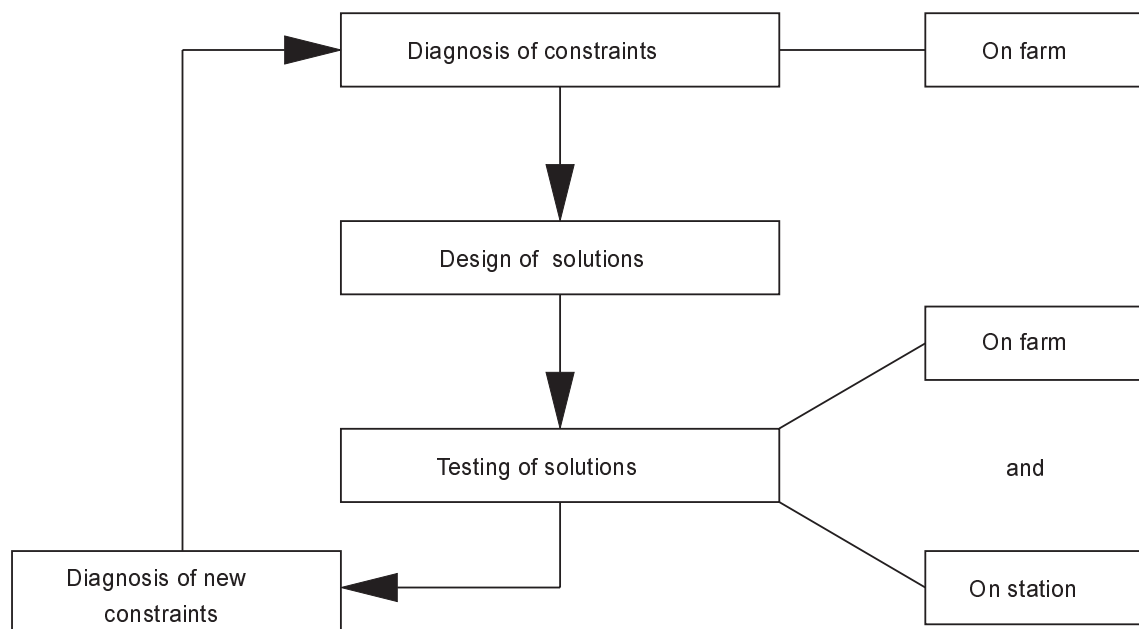 Diagnosis of constraints
On farm
Design of solutions
On farm
Testing of solutions
and
Diagnosis of new
constraints
On station